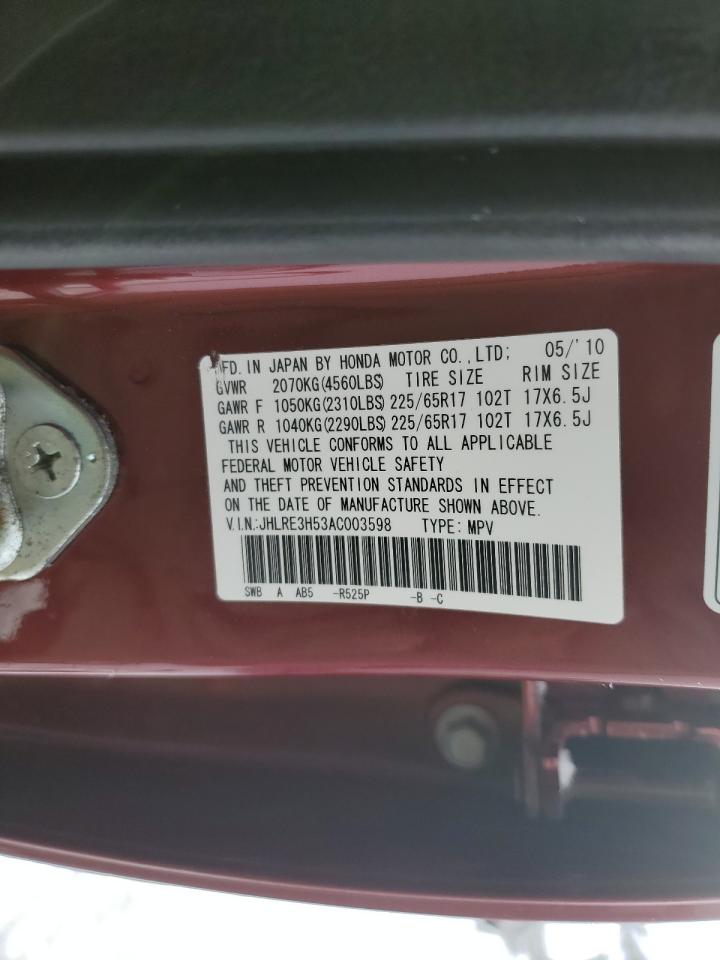 MFD. IN JAPAN BY HONDA MOTOR CO., LTD: 05/'10
GVWR 2070KG(4560LBS) TIRE SIZE RIM SIZE
GAWR F 1050KG(2310LBS) 225/65R17 102T 17X6.5J
GAWR R 1040KG(2290LBS) 225/65R17 102T 17X6.5J
THIS VEHICLE CONFORMS TO ALL APPLICABLE
FEDERAL MOTOR VEHICLE SAFETY
AND THEFT PREVENTION STANDARDS IN EFFECT
ON THE DATE OF MANUFACTURE SHOWN ABOVE.
V.I.N.:JHLRE3H53AC003598 TYPE: MPV
SWB A AB5 -R525P -B -C